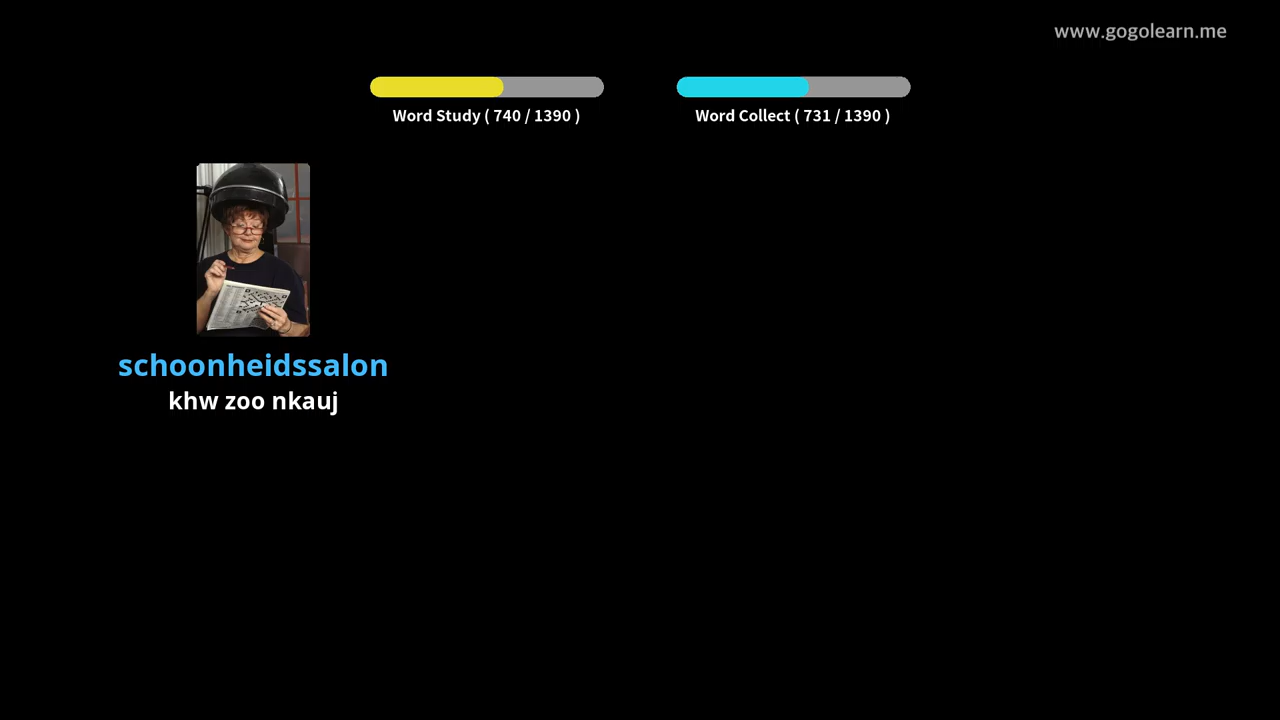 www.gogolearn.me
Word Study ( 740 / 1390 )
Word Collect ( 731 / 1390 )
schoonheidssalon
khw zoo nkauj